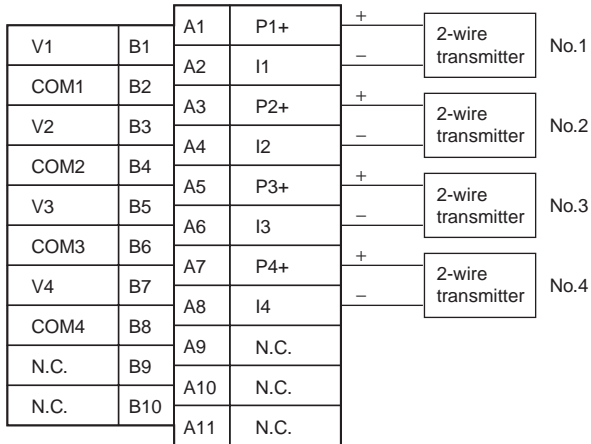 A1 P1+ +
V1 B1
2-wire
transmitter
No.1
A2 I1 −
COM1 B2
A3 P2+ +
V2 B3
2-wire
transmitter
No.2
A4 I2 −
COM2 B4
A5 P3+ +
V3 B5
2-wire
transmitter
No.3
A6 I3 −
COM3 B6
A7 P4+ +
V4 B7
2-wire
transmitter
No.4
A8 I4 −
COM4 B8
A9 N.C.
N.C. B9
A10 N.C.
N.C. B10
A11 N.C.